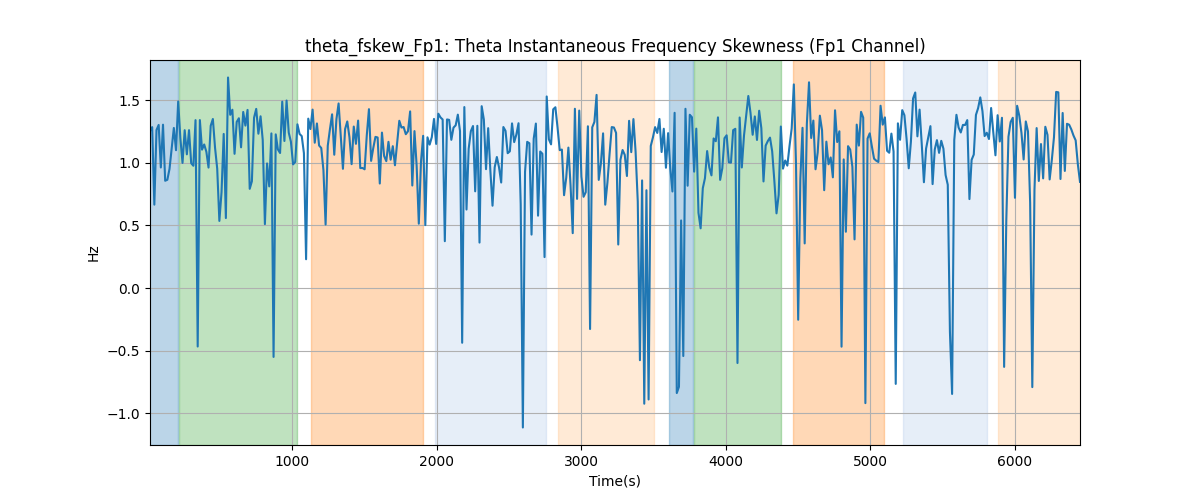 theta_fskew_Fp1: Theta Instantaneous Frequency Skewness (Fp1 Channel)
Hz
1.5
1.0
0.5
0.0
−0.5
−1.0
1000 2000 3000 4000 5000 6000
Time(s)